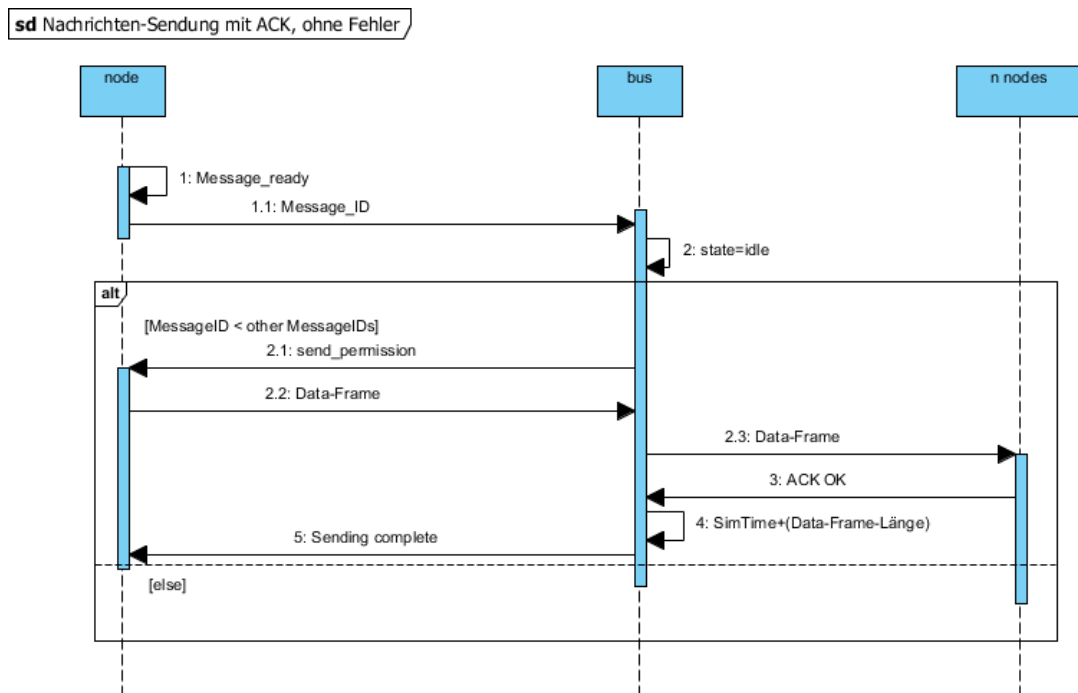 sd Nachrichten-Sendung mit ACK, ohne Fehler
node
bus
n nodes
1: Message_ready
1.1: Message_ID
2: state=idle
alt
[MessageID < other MessageIDs]
2.1: send_permission
2.2: Data-Frame
2.3: Data-Frame
3: ACK OK
4: SimTime+(Data-Frame-Länge)
5: Sending complete
[else]